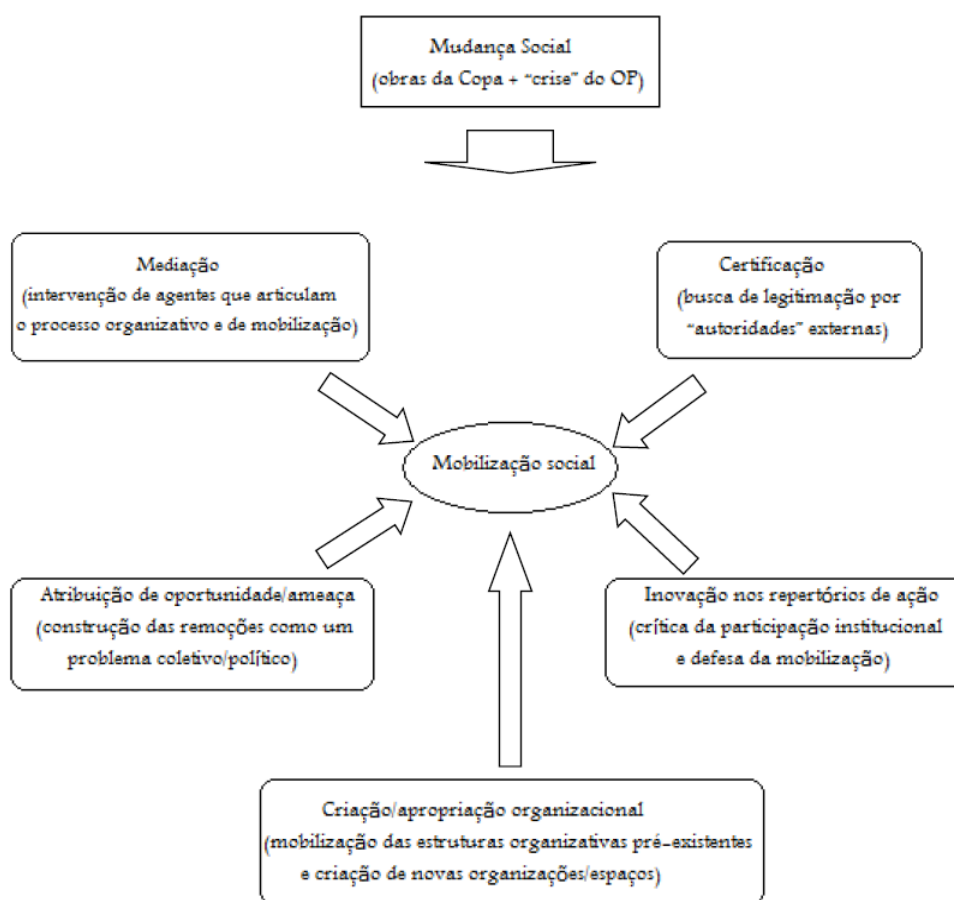 Mudança Social
(obras da Copa + “crise” do OP)
Mediação
(intervenção de agentes que articulam
o processo organizativo e de mobilização)
Certificação
(busca de legitimação por
“autoridades” externas)
Mobilização social
Atribuição de oportunidade/ameaça
(construção das remoções como um
problema coletivo/político)
Inovação nos repertórios de ação
(crítica da participação institucional
e defesa da mobilização)
Criação/apropriação organizacional
(mobilização das estruturas organizativas pré-existentes
e criação de novas organizações/espaços)